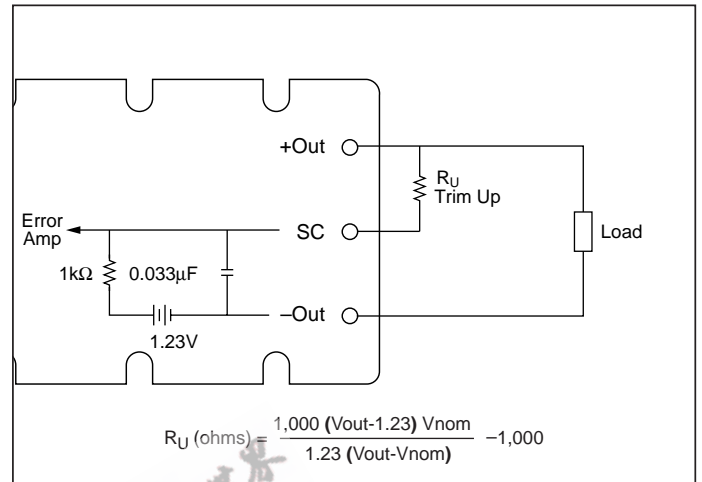 +Out
R_U
Trim Up
Error
Amp
SC
Load
1kΩ
0.033μF
–Out
1.23V
R_U (ohms) = 1,000 (Vout-1.23) Vnom / 1.23 (Vout-Vnom) –1,000